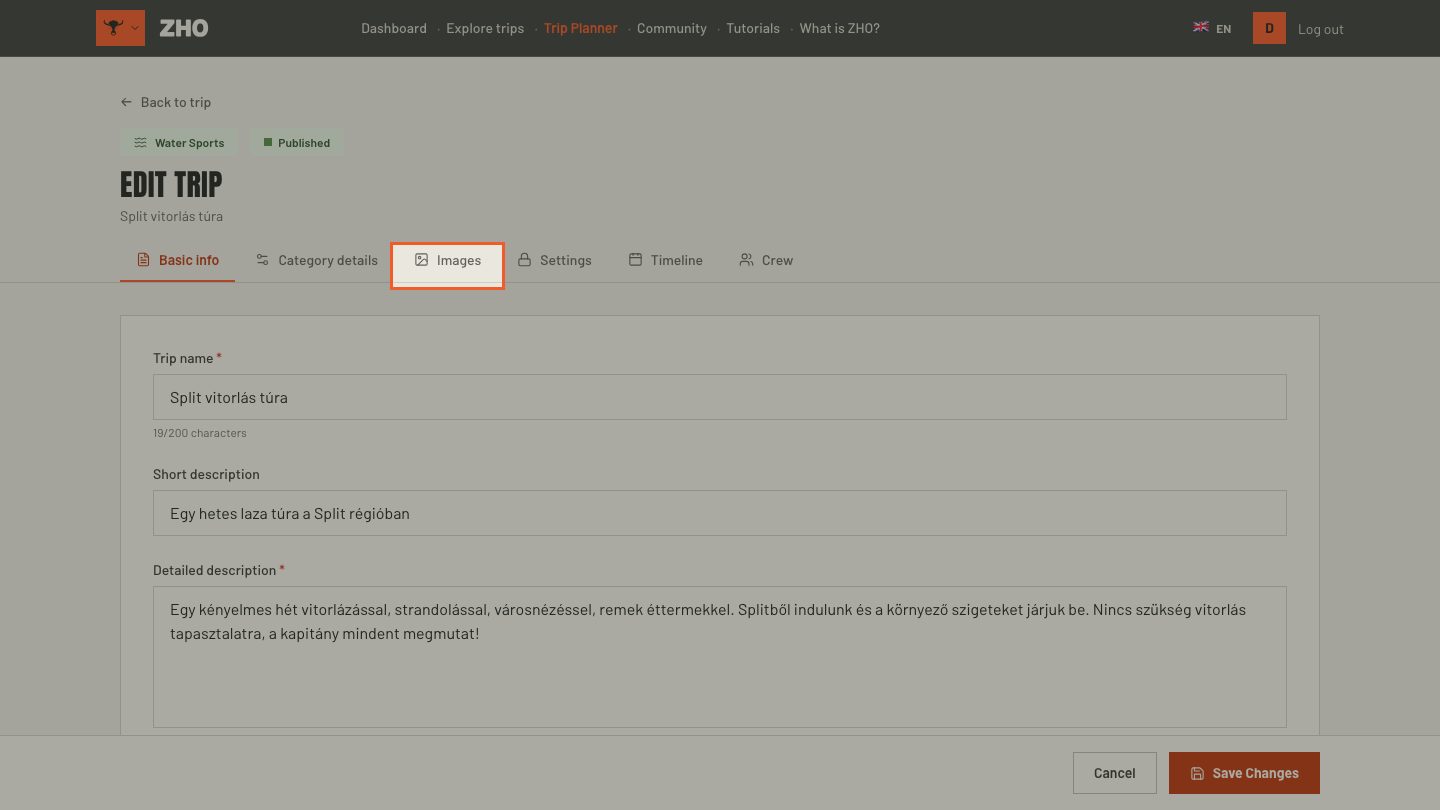 ZHO
Dashboard · Explore trips · Trip Planner · Community · Tutorials · What is ZHO?
EN
D
Log out
← Back to trip
Water Sports
Published
EDIT TRIP
Split vitorlás túra
Basic info
Category details
Images
Settings
Timeline
Crew
Trip name *
Split vitorlás túra
19/200 characters
Short description
Egy hetes laza túra a Split régióban
Detailed description *
Egy kényelmes hét vitorlázással, strandolással, városnézéssel, remek éttermekkel. Splitből indulunk és a környező szigeteket járjuk be. Nincs szükség vitorlás
tapasztalatra, a kapitány mindent megmutat!
Cancel
Save Changes